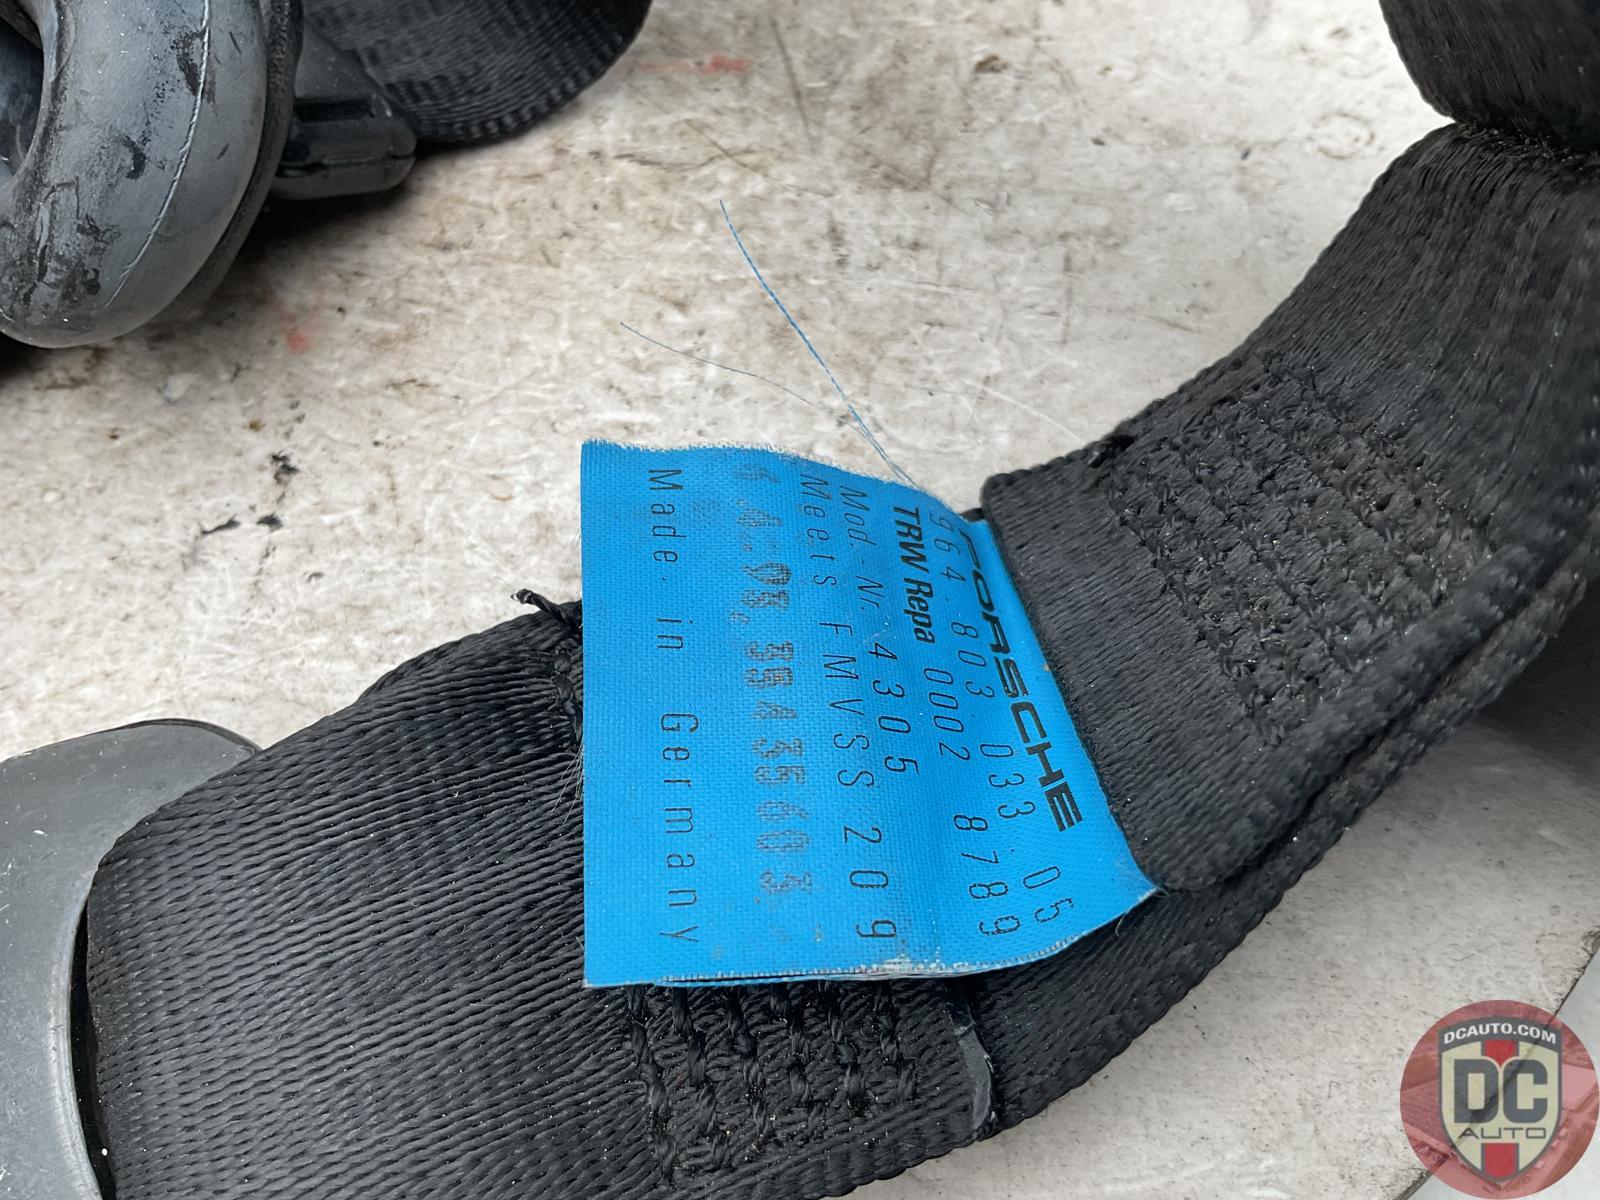 PORSCHE
964.803.033.05
TRW Repa 0002 8789
Mod.-Nr. 4305
Meets FMVSS 209
Made in Germany
DCAUTO.COM
DC
AUTO